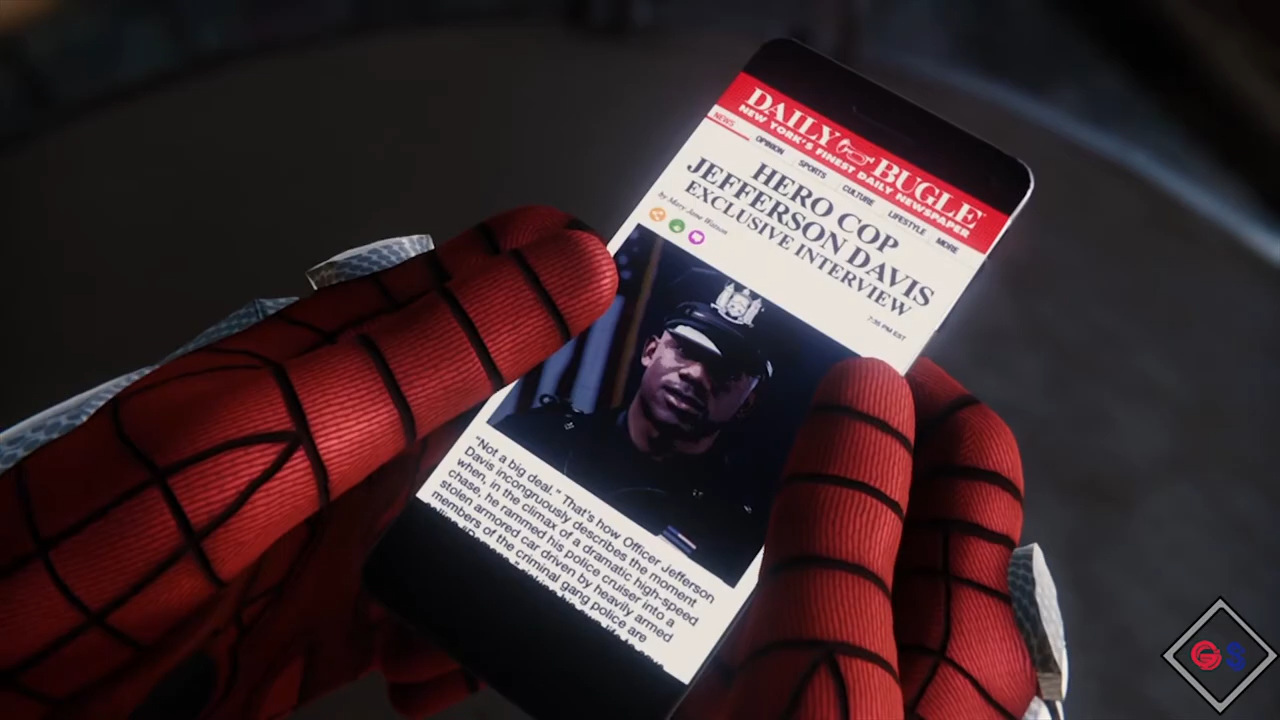 DAILY BUGLE
NEW YORK'S FINEST DAILY NEWSPAPER
NEWS OPINION SPORTS CULTURE LIFESTYLE MORE
HERO COP
JEFFERSON DAVIS
EXCLUSIVE INTERVIEW
by Mary Jane Watson
7:35 PM EST
"Not a big deal." That's how Officer Jefferson
Davis incongruously describes the moment
when, in the climax of a dramatic high-speed
chase, he rammed his police cruiser into a
stolen armored car driven by heavily armed
members of the criminal gang police are
GS